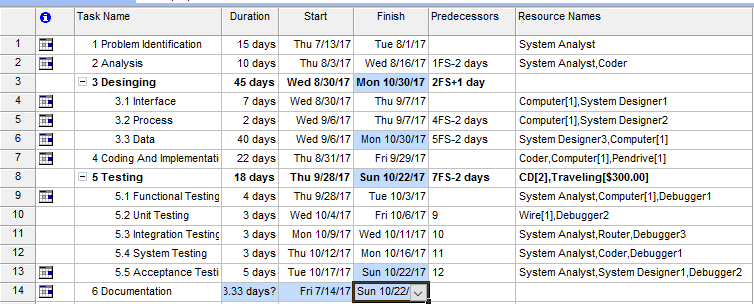 Task Name Duration Start Finish Predecessors Resource Names
1 1 Problem Identification 15 days Thu 7/13/17 Tue 8/1/17 System Analyst
2 2 Analysis 10 days Thu 8/3/17 Wed 8/16/17 1FS-2 days System Analyst,Coder
3 3 Desinging 45 days Wed 8/30/17 Mon 10/30/17 2FS+1 day
4 3.1 Interface 7 days Wed 8/30/17 Thu 9/7/17 Computer[1],System Designer1
5 3.2 Process 2 days Wed 9/6/17 Thu 9/7/17 4FS-2 days Computer[1],System Designer2
6 3.3 Data 40 days Wed 9/6/17 Mon 10/30/17 5FS-2 days System Designer3,Computer[1]
7 4 Coding And Implementati 22 days Thu 8/31/17 Fri 9/29/17 Coder,Computer[1],Pendrive[1]
8 5 Testing 18 days Thu 9/28/17 Sun 10/22/17 7FS-2 days CD[2],Traveling[$300.00]
9 5.1 Functional Testing 4 days Thu 9/28/17 Tue 10/3/17 System Analyst,Computer[1],Debugger1
10 5.2 Unit Testing 3 days Wed 10/4/17 Fri 10/6/17 9 Wire[1],Debugger2
11 5.3 Integration Testing 3 days Mon 10/9/17 Wed 10/11/17 10 System Analyst,Router,Debugger3
12 5.4 System Testing 3 days Thu 10/12/17 Mon 10/16/17 11 System Analyst,Coder,Debugger1
13 5.5 Acceptance Testi 5 days Tue 10/17/17 Sun 10/22/17 12 System Analyst,System Designer1,Debugger2
14 6 Documentation 3.33 days? Fri 7/14/17 Sun 10/22/